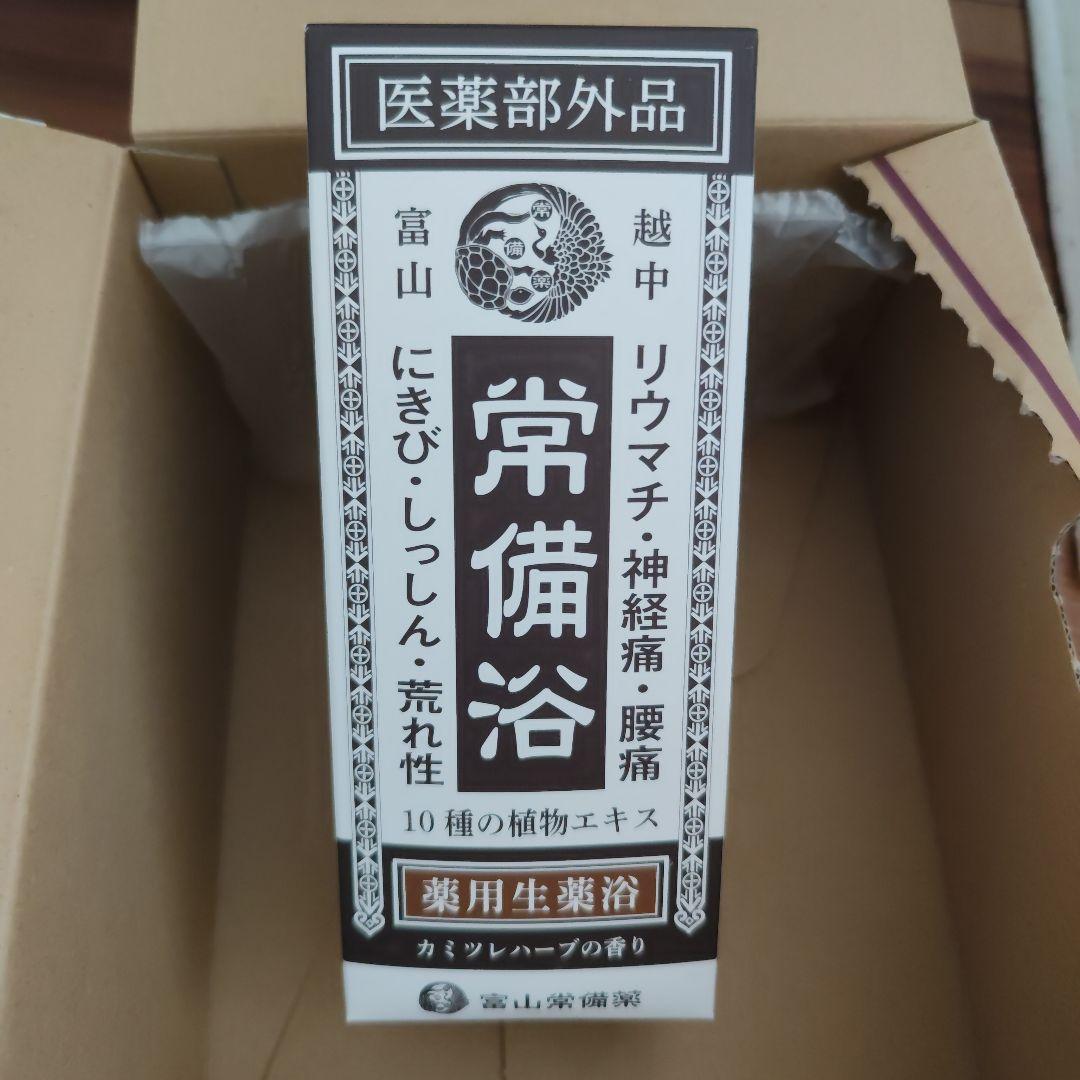 医薬部外品
越中
富山
常
備
薬
リウマチ・神経痛・腰痛
常備浴
にきび・しっしん・荒れ性
10種の植物エキス
薬用生薬浴
カミツレハーブの香り
富山常備薬